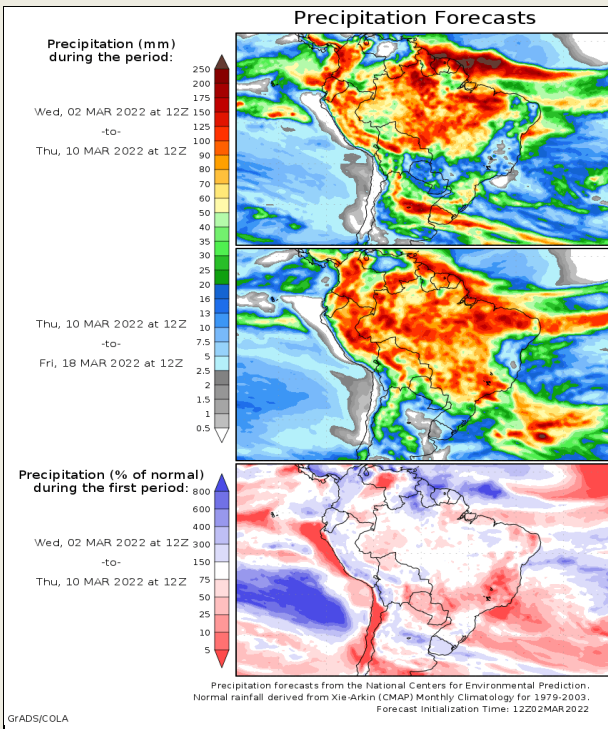 Precipitation Forecasts
Precipitation (mm)
during the period:
Wed, 02 MAR 2022 at 12Z
-to-
Thu, 10 MAR 2022 at 12Z
250
200
175
150
125
100
90
80
70
60
50
40
35
30
25
20
16
13
10
7.5
5
2.5
2
1.5
1
0.5
Thu, 10 MAR 2022 at 12Z
-to-
Fri, 18 MAR 2022 at 12Z
Precipitation (% of normal)
during the first period:
Wed, 02 MAR 2022 at 12Z
-to-
Thu, 10 MAR 2022 at 12Z
800
600
400
300
150
75
50
25
10
5
Precipitation forecasts from the National Centers for Environmental Prediction.
Normal rainfall derived from Xie-Arkin (CMAP) Monthly Climatology for 1979-2003.
Forecast Initialization Time: 12Z02MAR2022
GrADS/COLA